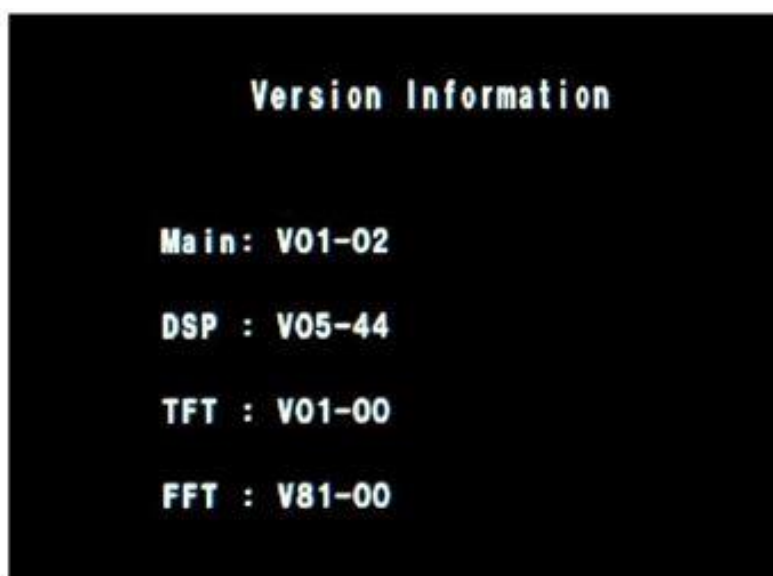 Version Information
Main: V01-02
DSP : V05-44
TFT : V01-00
FFT : V81-00